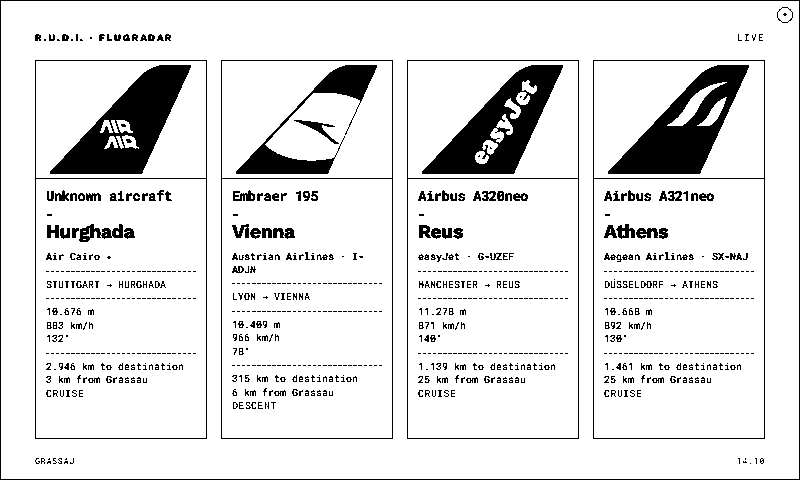 R.U.D.I. · FLUGRADAR
LIVE
AIR
AIR
Unknown aircraft
-
Hurghada
Air Cairo ·
STUTTGART → HURGHADA
10.676 m
883 km/h
132°
2.946 km to destination
3 km from Grassau
CRUISE
Embraer 195
-
Vienna
Austrian Airlines · I-
ADJN
LYON → VIENNA
10.409 m
966 km/h
78°
315 km to destination
6 km from Grassau
DESCENT
easyJet
Airbus A320neo
-
Reus
easyJet · G-UZEF
MANCHESTER → REUS
11.278 m
871 km/h
140°
1.139 km to destination
25 km from Grassau
CRUISE
Airbus A321neo
-
Athens
Aegean Airlines · SX-NAJ
DÜSSELDORF → ATHENS
10.668 m
892 km/h
130°
1.461 km to destination
25 km from Grassau
CRUISE
GRASSAU
14.10